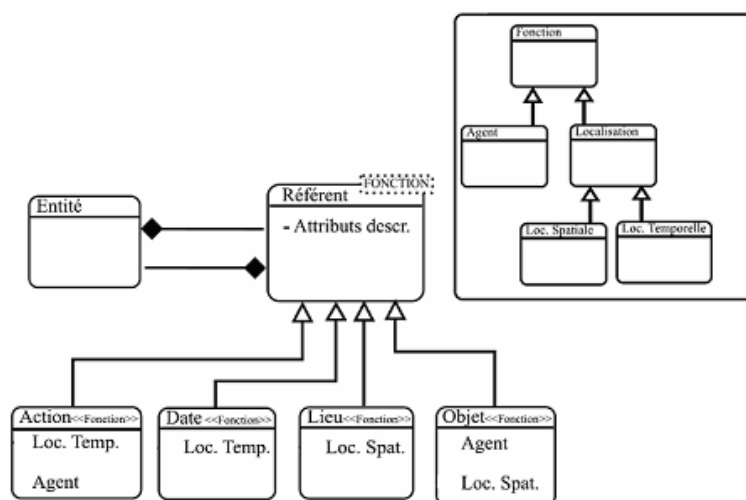 Fonction
Agent
Localisation
Loc. Spatiale
Loc. Temporelle
FONCTION
Référent
- Attributs descr.
Entité
Action<<Fonction>>
Loc. Temp.
Agent
Date <<Fonction>>
Loc. Temp.
Lieu<<Fonction>>
Loc. Spat.
Objet<<Fonction>>
Agent
Loc. Spat.